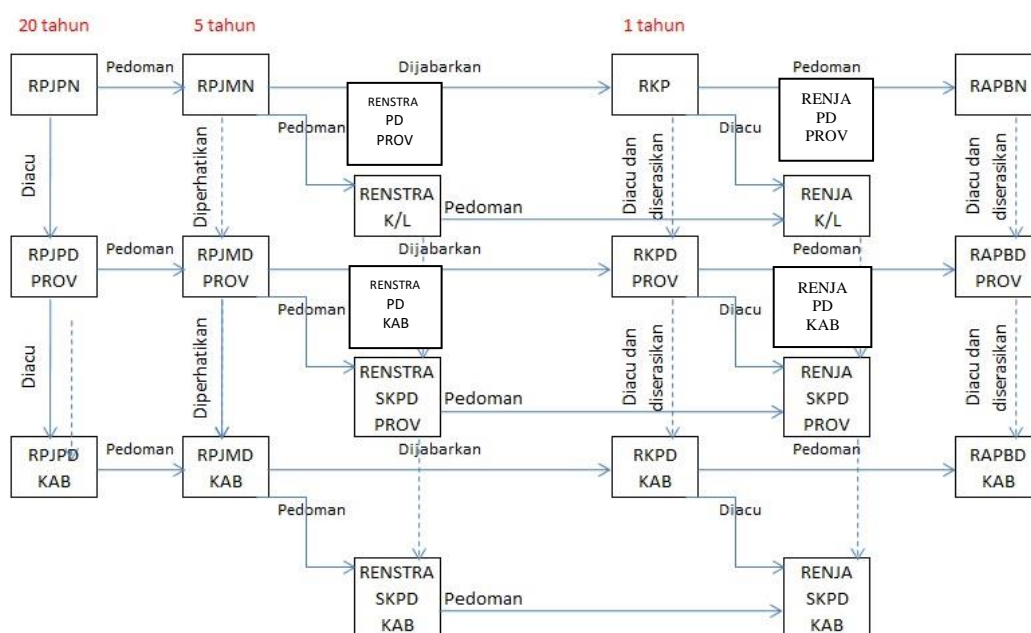 20 tahun
5 tahun
1 tahun
RPJPN
Pedoman
RPJMN
Dijabarkan
RKP
Pedoman
RAPBN
RENSTRA
PD
PROV
RENJA
PD
PROV
Diacu
Diperhatikan
Pedoman
Diacu dan
diserasikan
Diacu
Diacu dan
diserasikan
RENSTRA
K/L
Pedoman
RENJA
K/L
RPJPD
PROV
Pedoman
RPJMD
PROV
Dijabarkan
RKPD
PROV
Pedoman
RAPBD
PROV
RENSTRA
PD
KAB
RENJA
PD
KAB
Diacu
Diperhatikan
Pedoman
Diacu dan
diserasikan
Diacu
Diacu dan
diserasikan
RENSTRA
SKPD
PROV
Pedoman
RENJA
SKPD
PROV
RPJPD
KAB
Pedoman
RPJMD
KAB
Dijabarkan
RKPD
KAB
Pedoman
RAPBD
KAB
Pedoman
Diacu
RENSTRA
SKPD
KAB
Pedoman
RENJA
SKPD
KAB